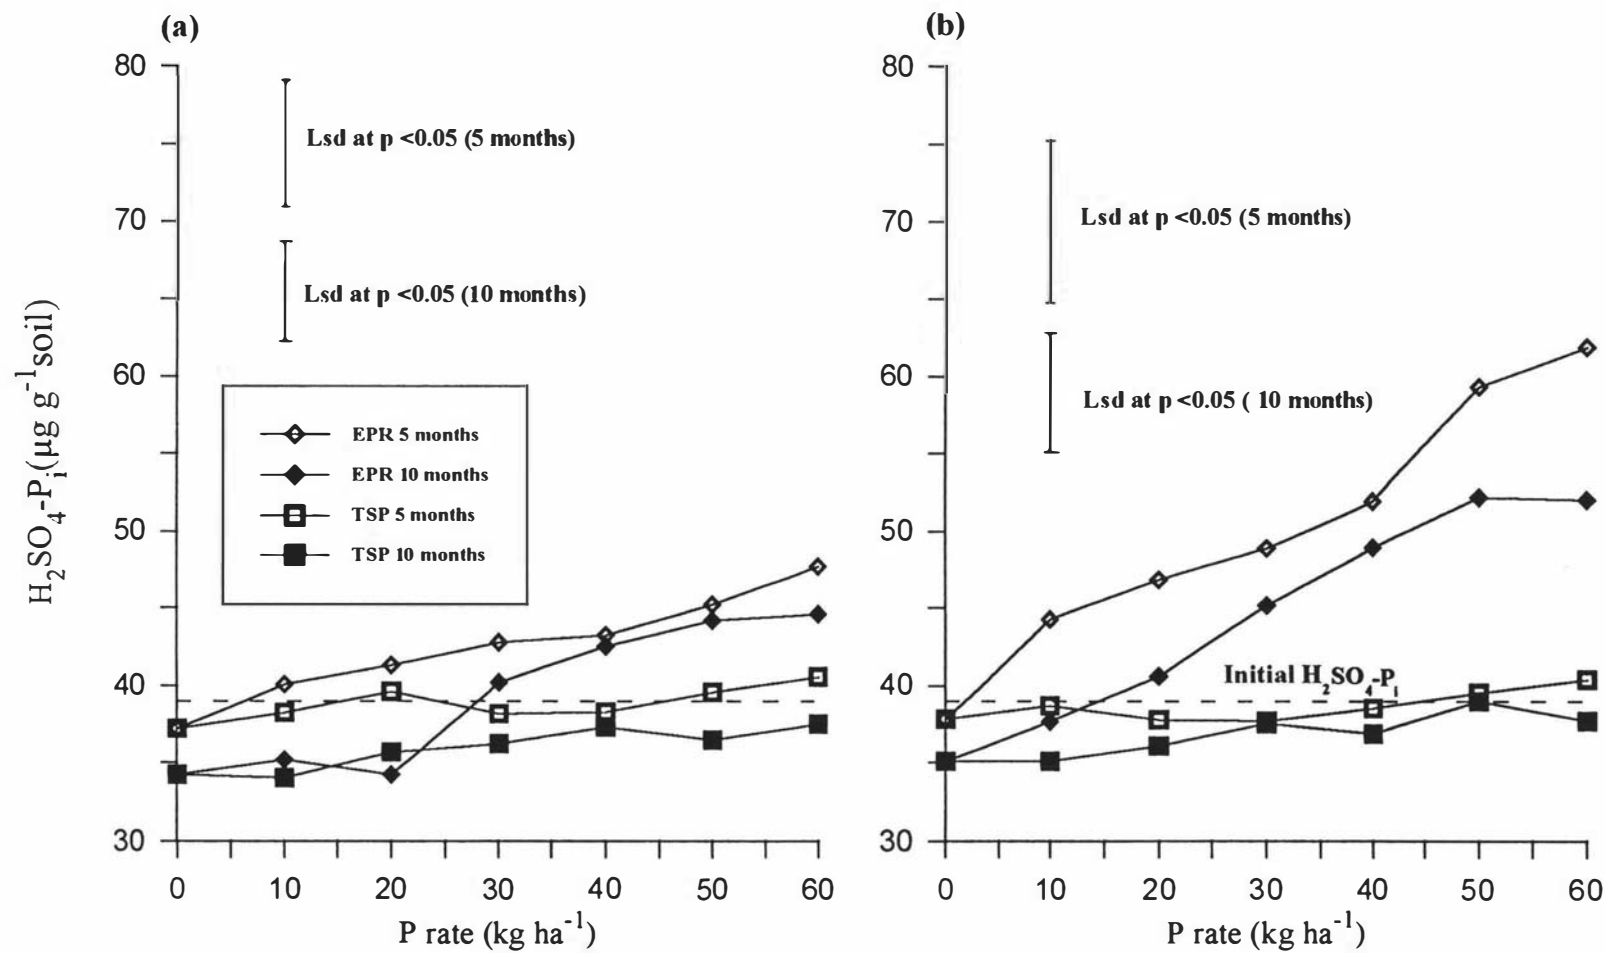 (a)
80
70
60
50
40
30
H₂SO₄-Pᵢ(µg g⁻¹soil)
Lsd at p <0.05 (5 months)
Lsd at p <0.05 (10 months)
EPR 5 months
EPR 10 months
TSP 5 months
TSP 10 months
0 10 20 30 40 50 60
P rate (kg ha⁻¹)
(b)
80
70
60
50
40
30
Lsd at p <0.05 (5 months)
Lsd at p <0.05 ( 10 months)
Initial H₂SO₄-Pᵢ
0 10 20 30 40 50 60
P rate (kg ha⁻¹)